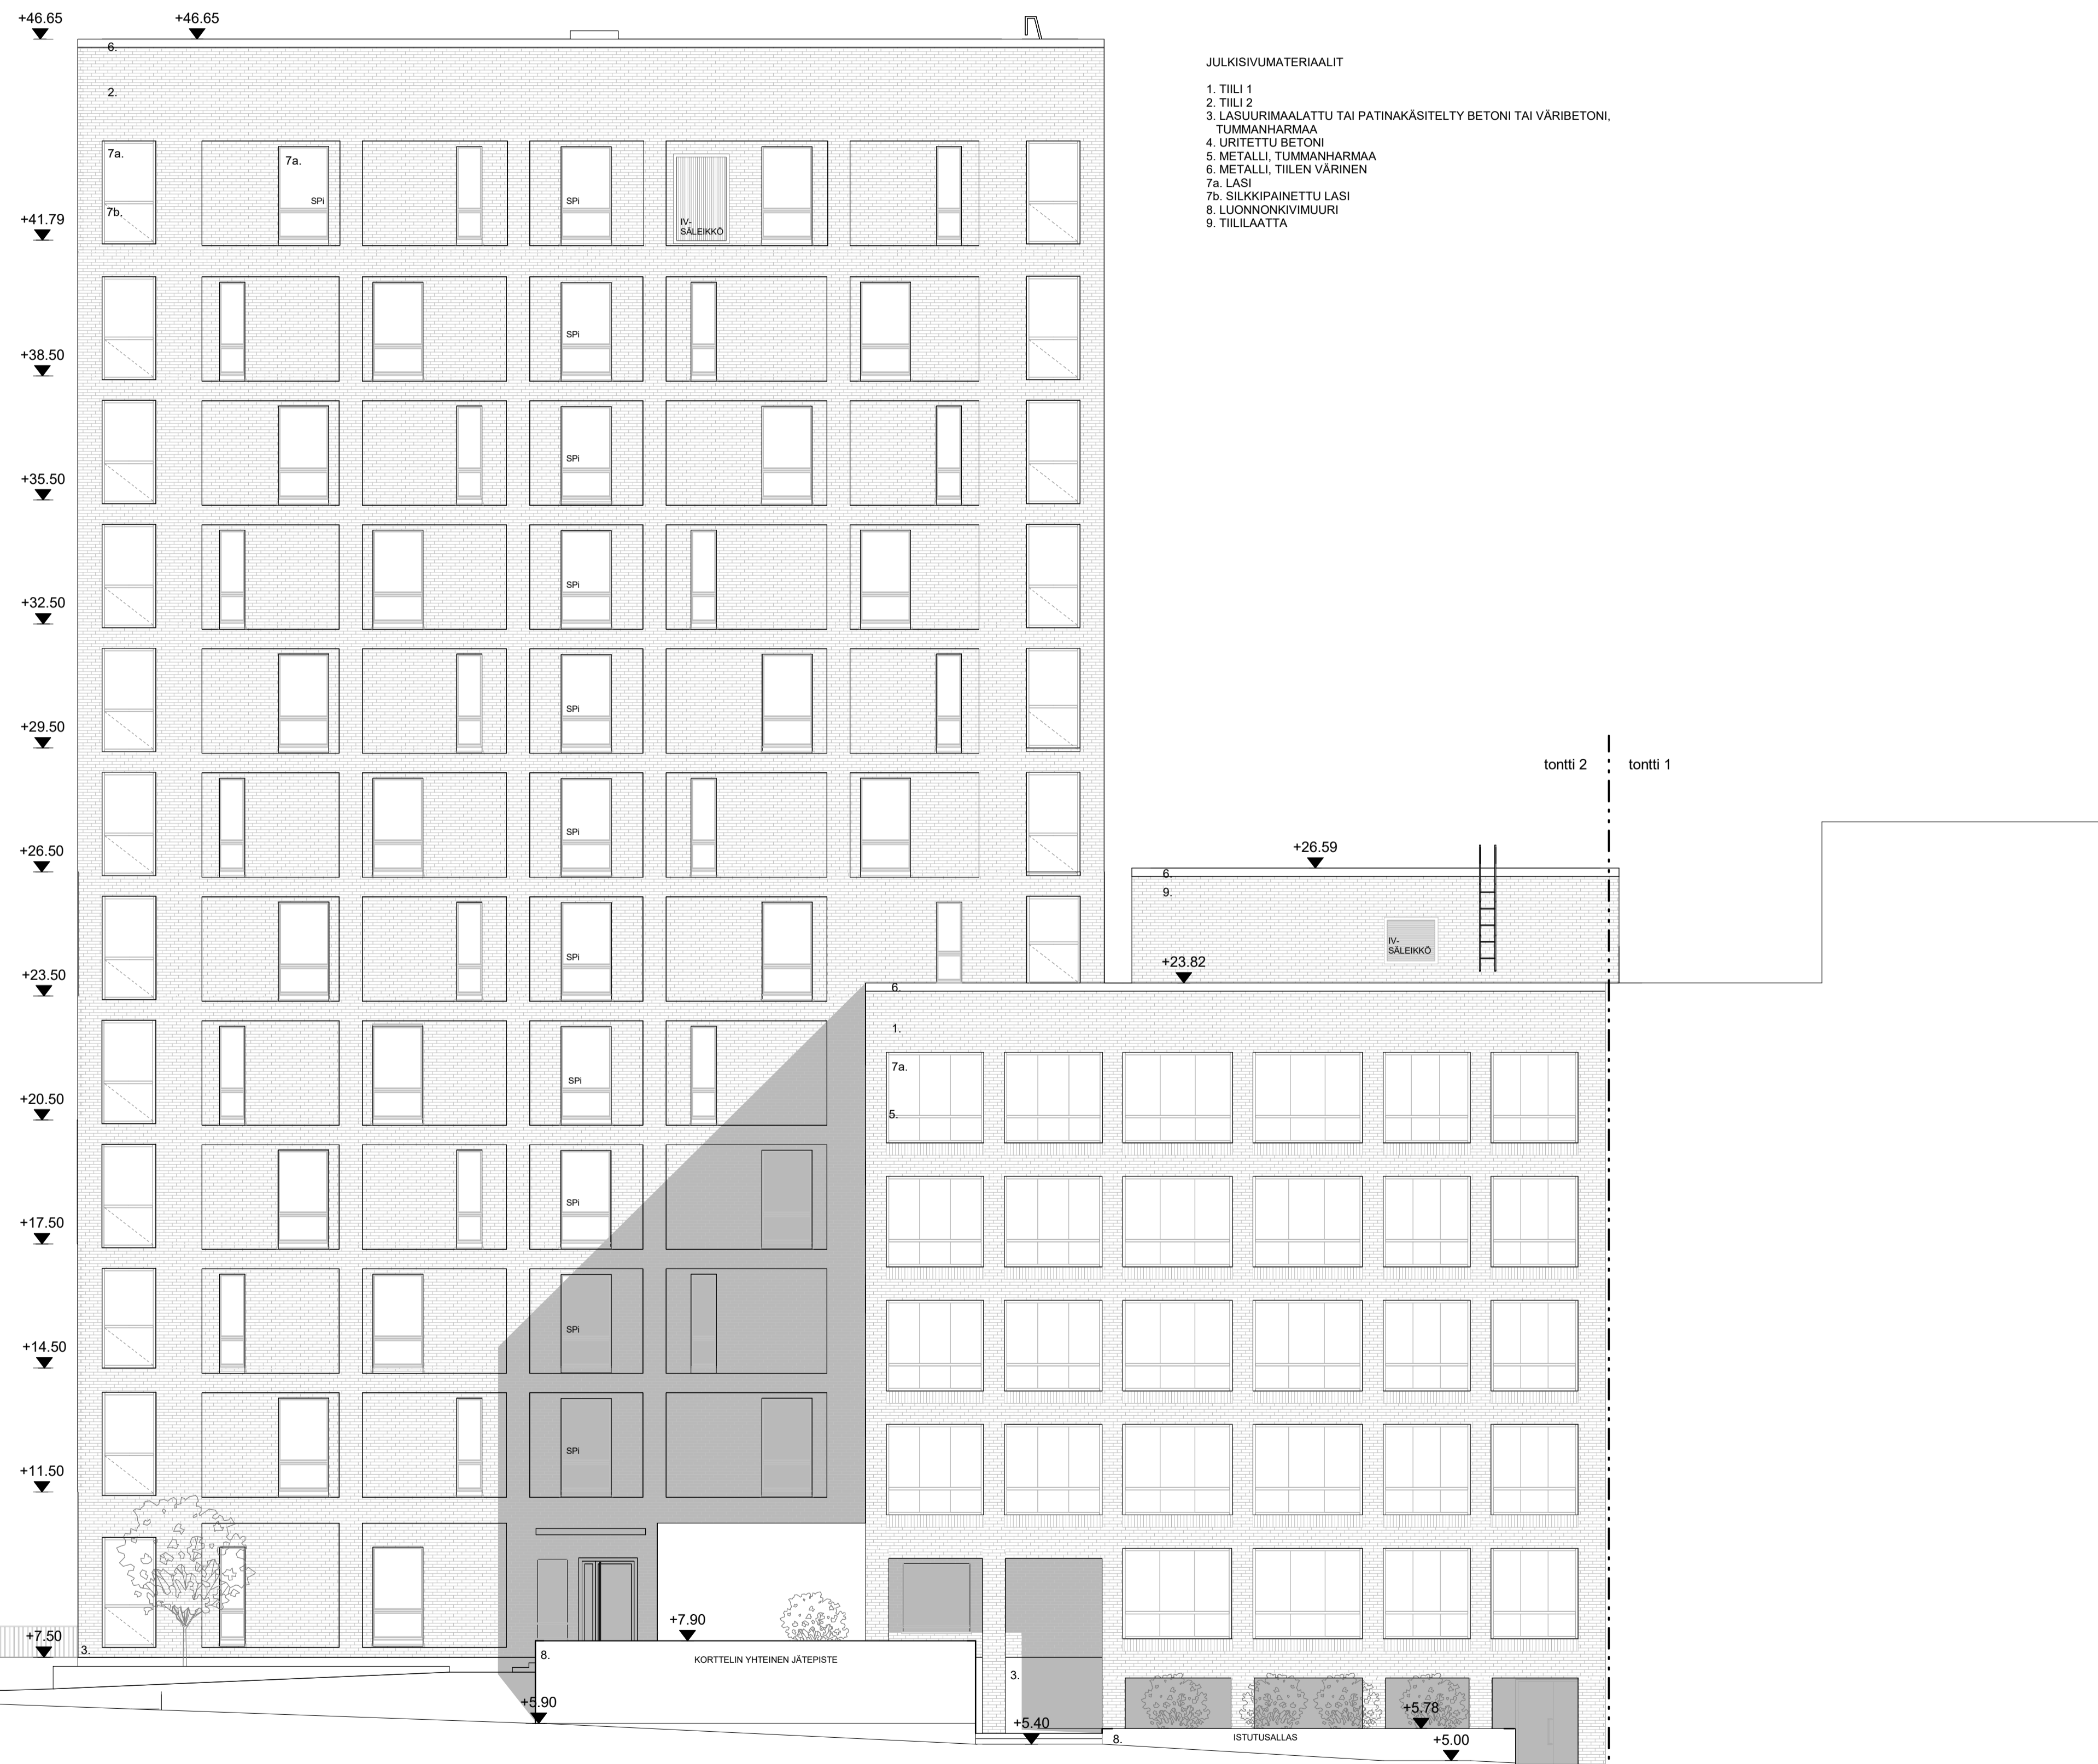 +46.65
+46.65
6.
2.
JULKISIVUMATERIAALIT
1. TIILI 1
2. TIILI 2
3. LASUURIMAALATTU TAI PATINAKÄSITELTY BETONI TAI VÄRIBETONI,
TUMMANHARMAA
4. URITETTU BETONI
5. METALLI, TUMMANHARMAA
6. METALLI, TIILEN VÄRINEN
7a. LASI
7b. SILKKIPAINETTU LASI
8. LUONNONKIVIMUURI
9. TIILILAATTA
7a.
7a.
SPi
SPi
7b.
IV-
SÄLEIKKÖ
+41.79
SPi
+38.50
SPi
+35.50
SPi
+32.50
SPi
+29.50
tontti 2
tontti 1
SPi
+26.50
+26.59
6.
9.
IV-
SÄLEIKKÖ
SPi
+23.50
+23.82
6.
1.
7a.
SPi
+20.50
5.
SPi
+17.50
SPi
+14.50
SPi
+11.50
+7.90
+7.50
3.
8.
KORTTELIN YHTEINEN JÄTEPISTE
3.
+5.90
+5.78
+5.40
8.
ISTUTUSALLAS
+5.00